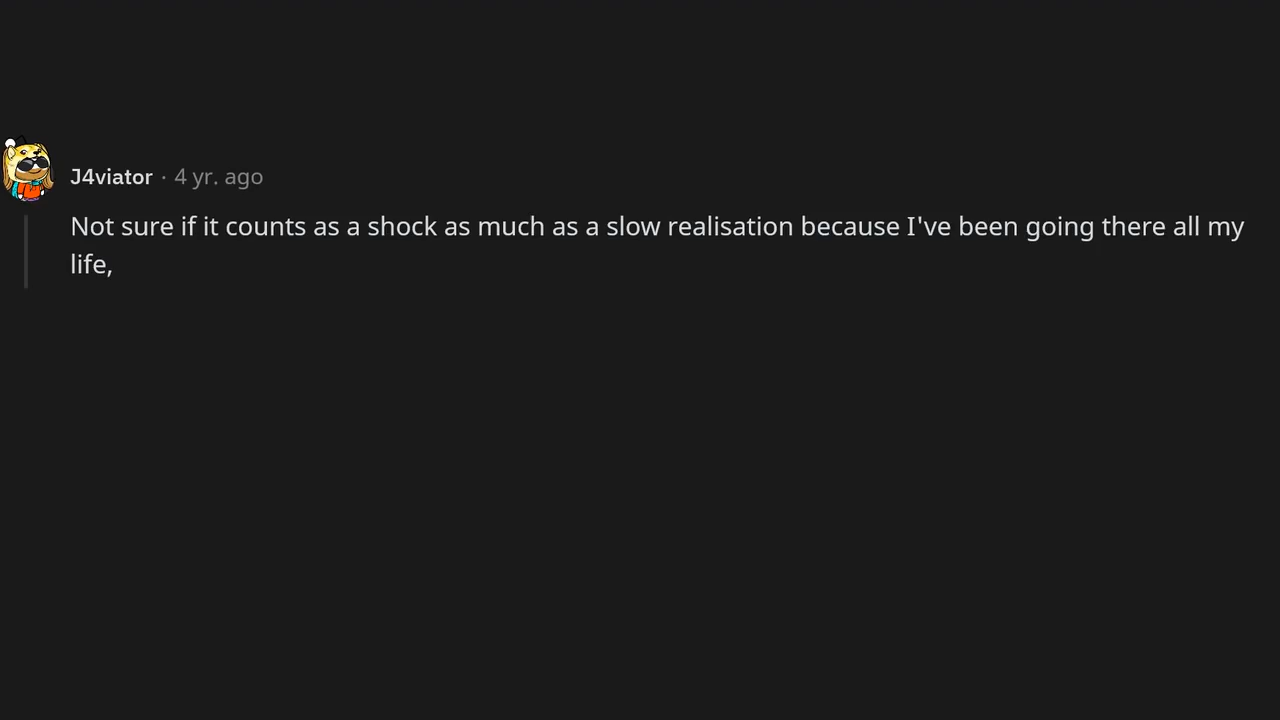 J4viator · 4 yr. ago
Not sure if it counts as a shock as much as a slow realisation because I've been going there all my
life,